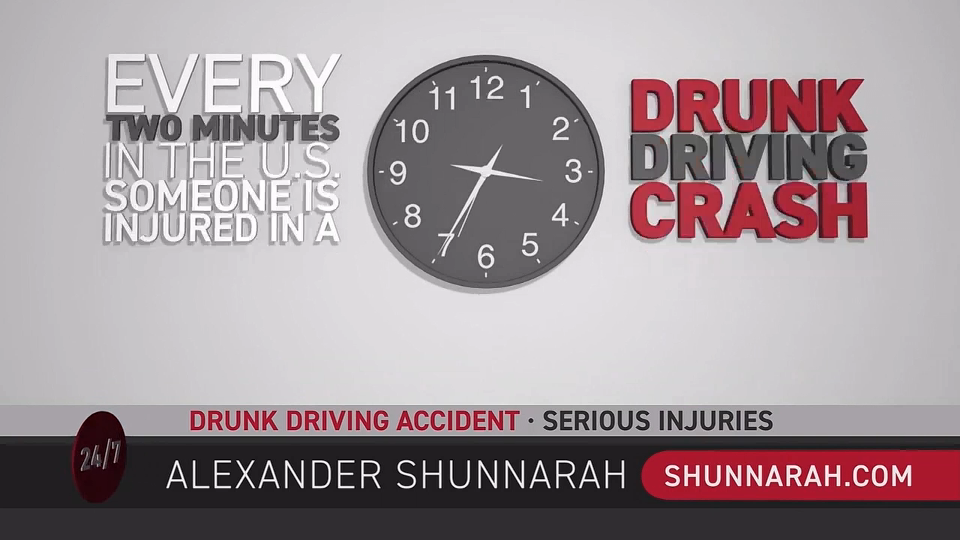 EVERY
TWO MINUTES
IN THE U.S.
SOMEONE IS
INJURED IN A
12
1
2
3
4
5
6
7
8
9
10
11
DRUNK
DRIVING
CRASH
DRUNK DRIVING ACCIDENT · SERIOUS INJURIES
24/7
ALEXANDER SHUNNARAH
SHUNNARAH.COM